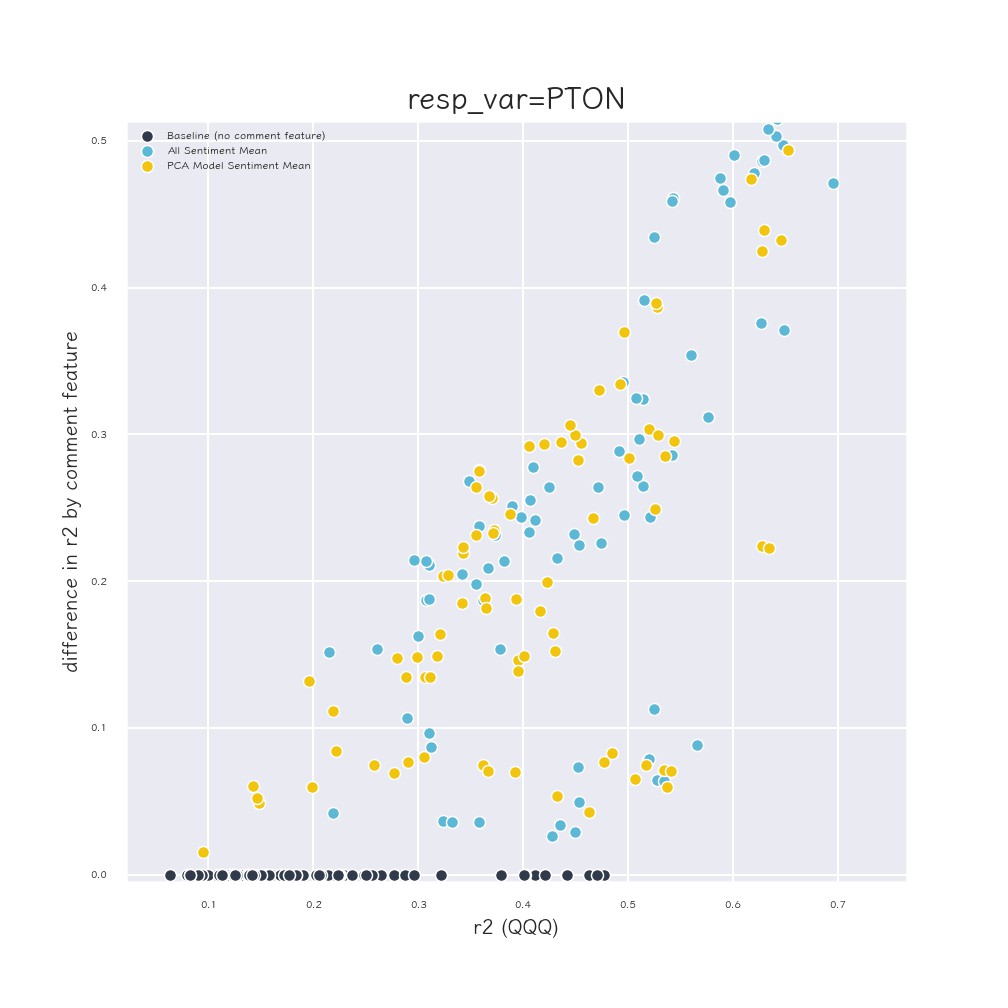 resp_var=PTON
Baseline (no comment feature)
All Sentiment Mean
PCA Model Sentiment Mean
difference in r2 by comment feature
0.5
0.4
0.3
0.2
0.1
0.0
0.1 0.2 0.3 0.4 0.5 0.6 0.7
r2 (QQQ)